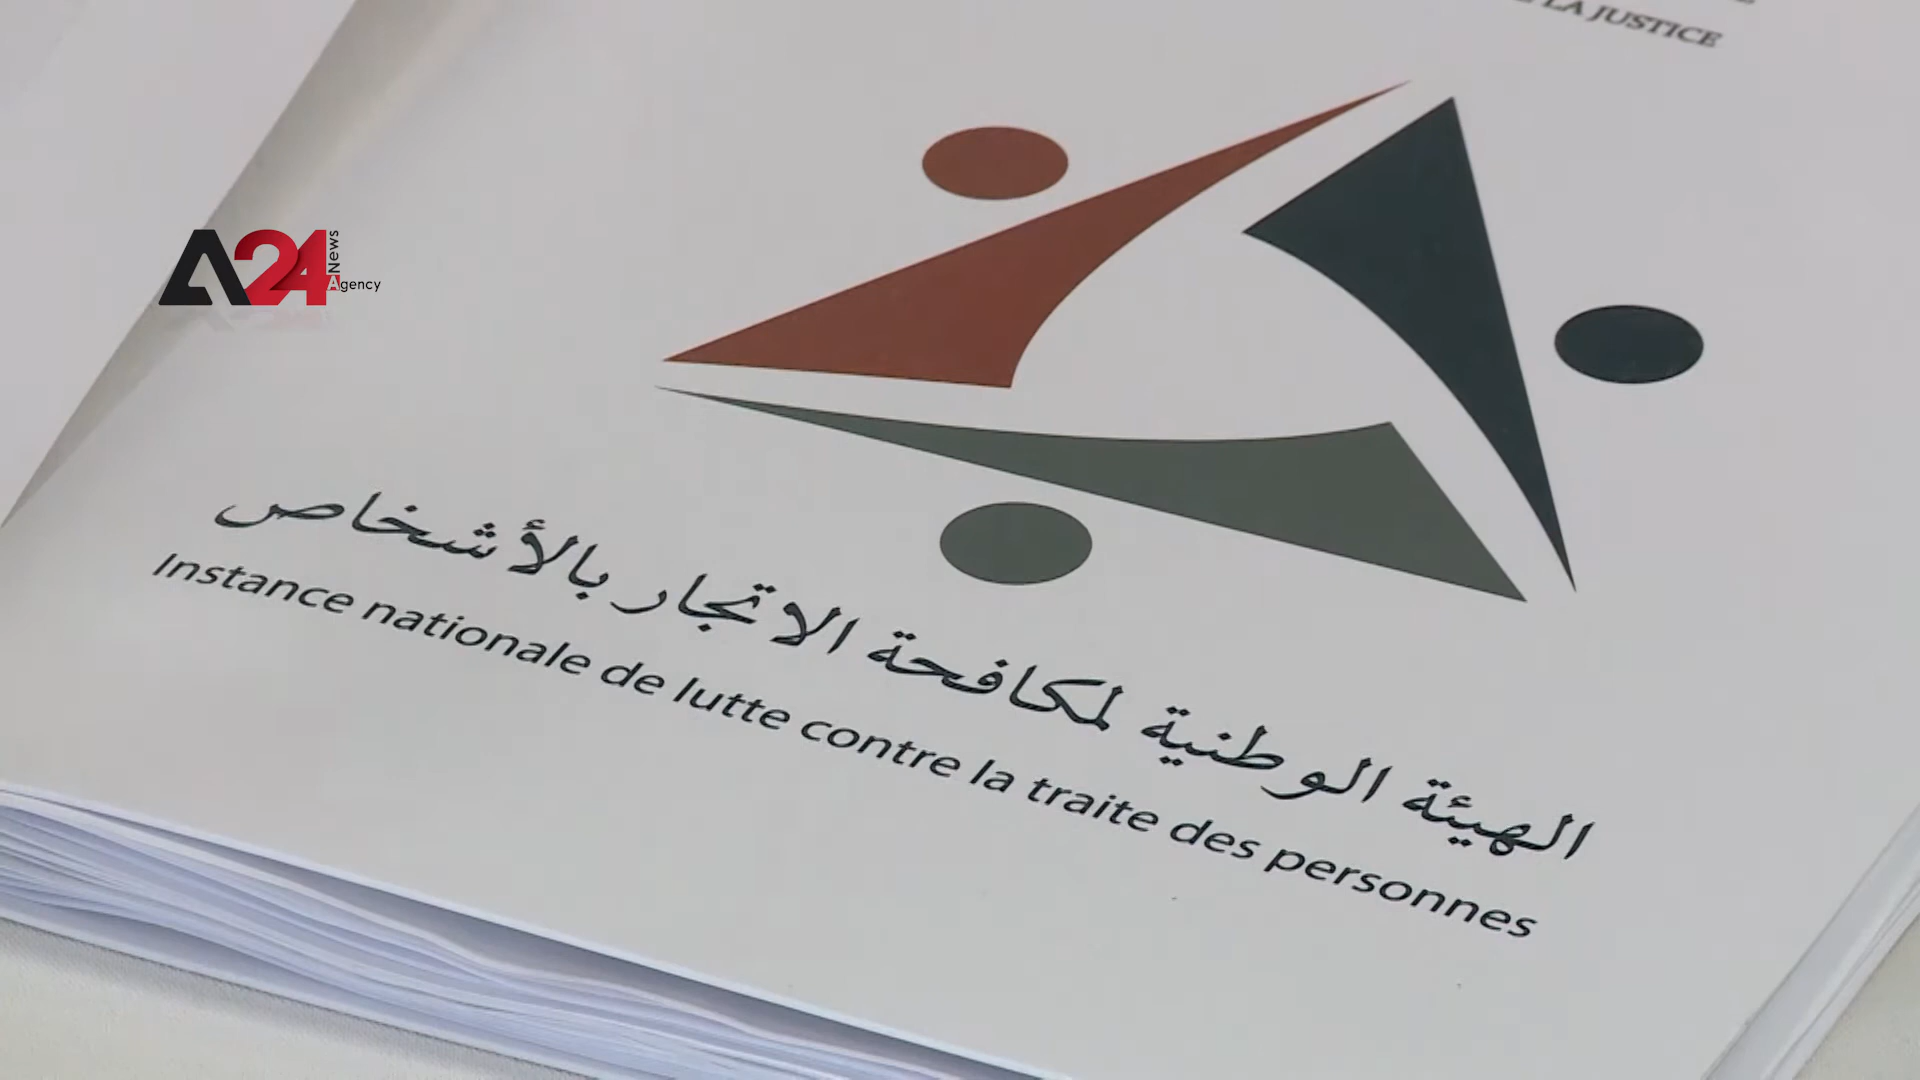 LA JUSTICE
A24 News Agency
الهيئة الوطنية لمكافحة الاتجار بالأشخاص
Instance nationale de lutte contre la traite des personnes